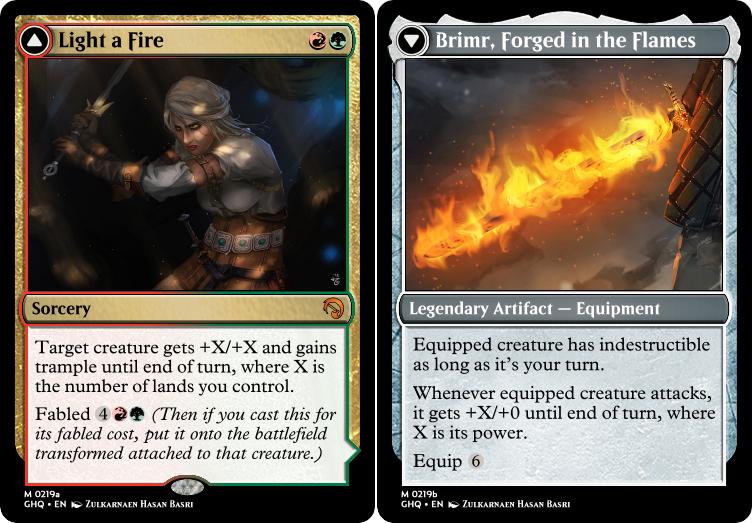 Light a Fire
Sorcery
Target creature gets +X/+X and gains
trample until end of turn, where X is
the number of lands you control.
Fabled 4 (Then if you cast this for
its fabled cost, put it onto the battlefield
transformed attached to that creature.)
M 0219a
GHQ • EN Zulkarnaen Hasan Basri
Brimr, Forged in the Flames
Legendary Artifact — Equipment
Equipped creature has indestructible
as long as it's your turn.
Whenever equipped creature attacks,
it gets +X/+0 until end of turn, where
X is its power.
Equip 6
M 0219b
GHQ • EN Zulkarnaen Hasan Basri